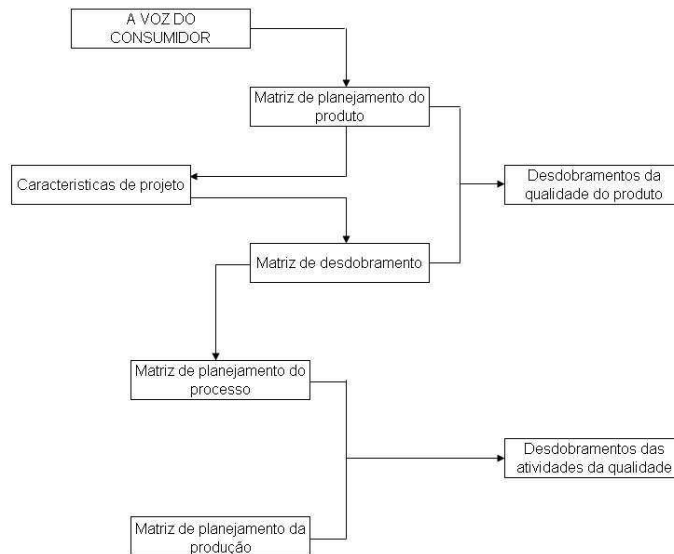 A VOZ DO
CONSUMIDOR
Matriz de planejamento do
produto
Caracteristicas de projeto
Desdobramentos da
qualidade do produto
Matriz de desdobramento
Matriz de planejamento do
processo
Desdobramentos das
atividades da qualidade
Matriz de planejamento da
produção